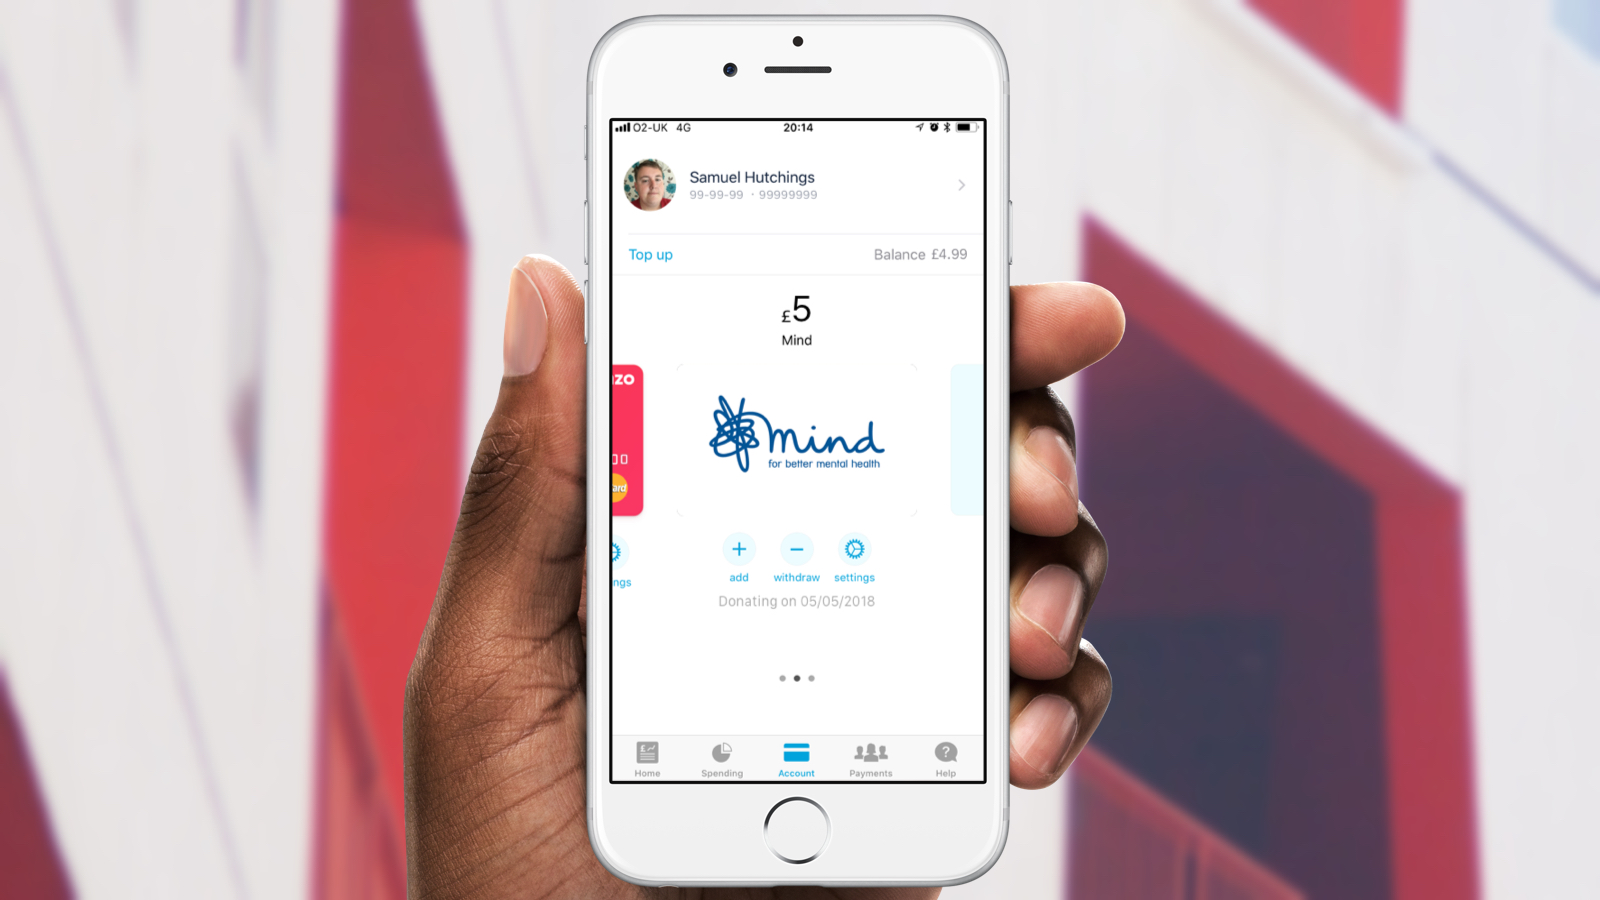 O2-UK 4G 20:14
Samuel Hutchings
99-99-99 · 99999999
Top up Balance £4.99
£5
Mind
zo
mind
for better mental health
ard
+ − 
add withdraw settings
ngs
Donating on 05/05/2018
£ ?
Home Spending Account Payments Help